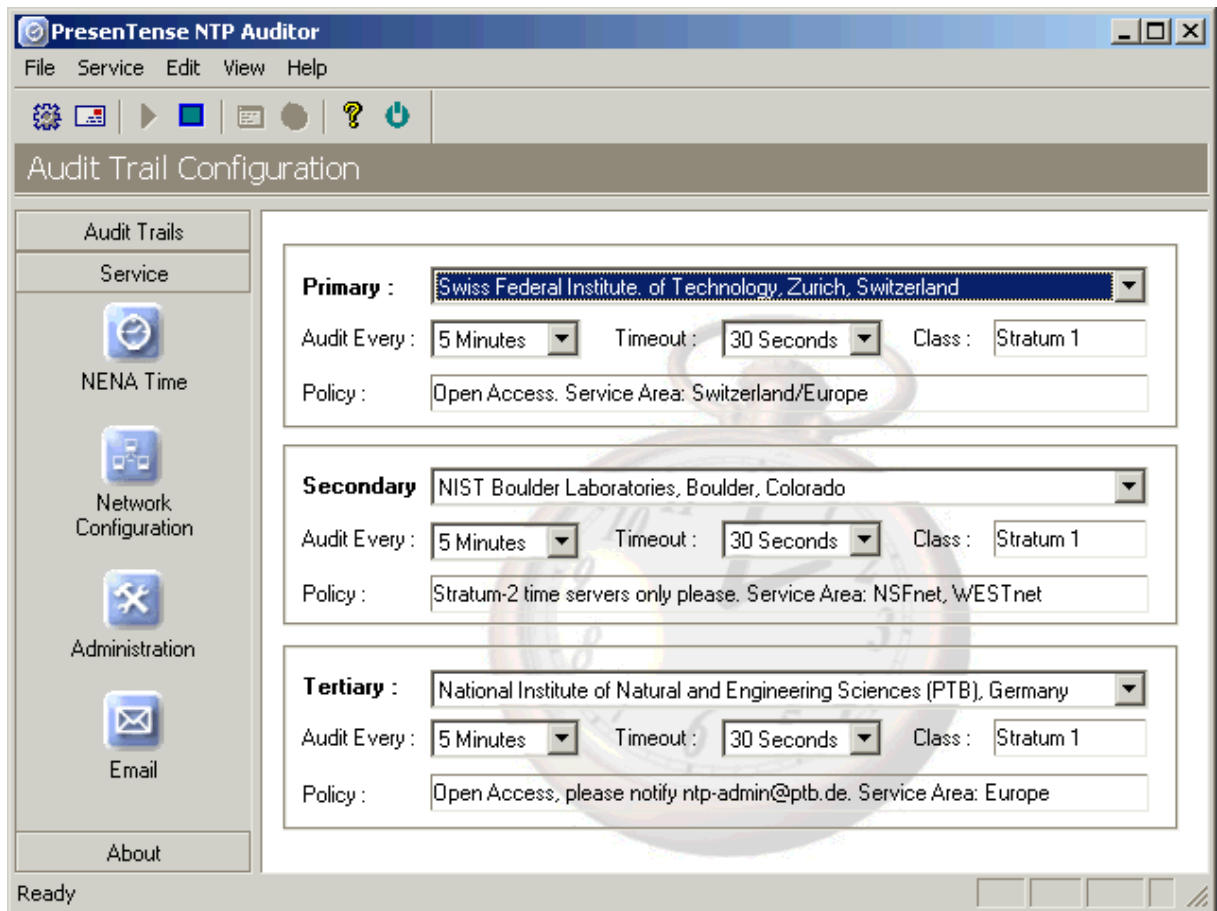 PresenTense NTP Auditor
File Service Edit View Help
Audit Trail Configuration
Audit Trails
Service
NENA Time
Network
Configuration
Administration
Email
About
Primary : Swiss Federal Institute. of Technology, Zurich, Switzerland
Audit Every : 5 Minutes Timeout : 30 Seconds Class : Stratum 1
Policy : Open Access. Service Area: Switzerland/Europe
Secondary NIST Boulder Laboratories, Boulder, Colorado
Audit Every : 5 Minutes Timeout : 30 Seconds Class : Stratum 1
Policy : Stratum-2 time servers only please. Service Area: NSFnet, WESTnet
Tertiary : National Institute of Natural and Engineering Sciences (PTB), Germany
Audit Every : 5 Minutes Timeout : 30 Seconds Class : Stratum 1
Policy : Open Access, please notify ntp-admin@ptb.de. Service Area: Europe
Ready